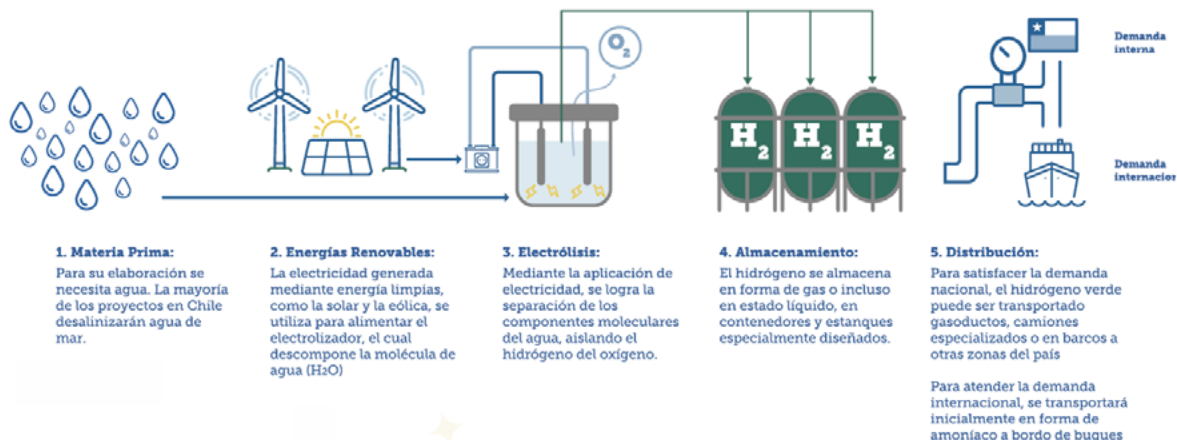 O2
H2
H2
H2
Demanda
interna
Demanda
internacior
1. Materia Prima:
Para su elaboración se
necesita agua. La mayoría
de los proyectos en Chile
desalinizarán agua de
mar.
2. Energías Renovables:
La electricidad generada
mediante energía limpias,
como la solar y la eólica, se
utiliza para alimentar el
electrolizador, el cual
descompone la molécula de
agua (H2O)
3. Electrólisis:
Mediante la aplicación de
electricidad, se logra la
separación de los
componentes moleculares
del agua, aislando el
hidrógeno del oxígeno.
4. Almacenamiento:
El hidrógeno se almacena
en forma de gas o incluso
en estado líquido, en
contenedores y estanques
especialmente diseñados.
5. Distribución:
Para satisfacer la demanda
nacional, el hidrógeno verde
puede ser transportado
gasoductos, camiones
especializados o en barcos a
otras zonas del país
Para atender la demanda
internacional, se transportará
inicialmente en forma de
amoníaco a bordo de buques